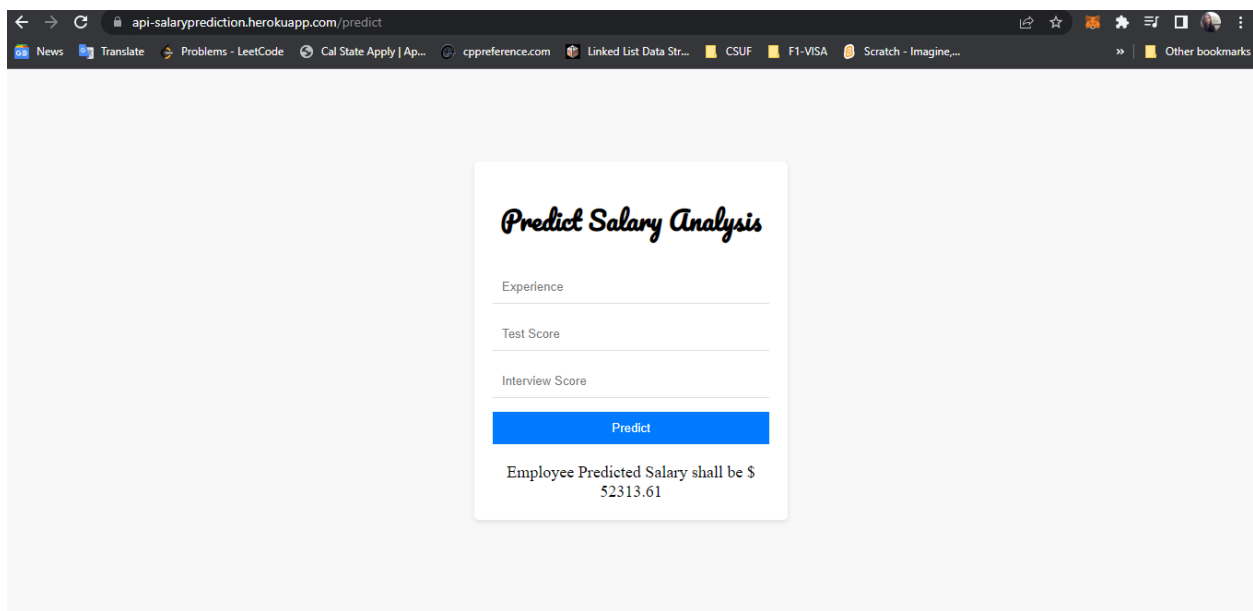 api-salaryprediction.herokuapp.com/predict
News Translate Problems - LeetCode Cal State Apply | Ap... cppreference.com Linked List Data Str... CSUF F1-VISA Scratch - Imagine,... » Other bookmarks
Predict Salary Analysis
Experience
Test Score
Interview Score
Predict
Employee Predicted Salary shall be $
52313.61